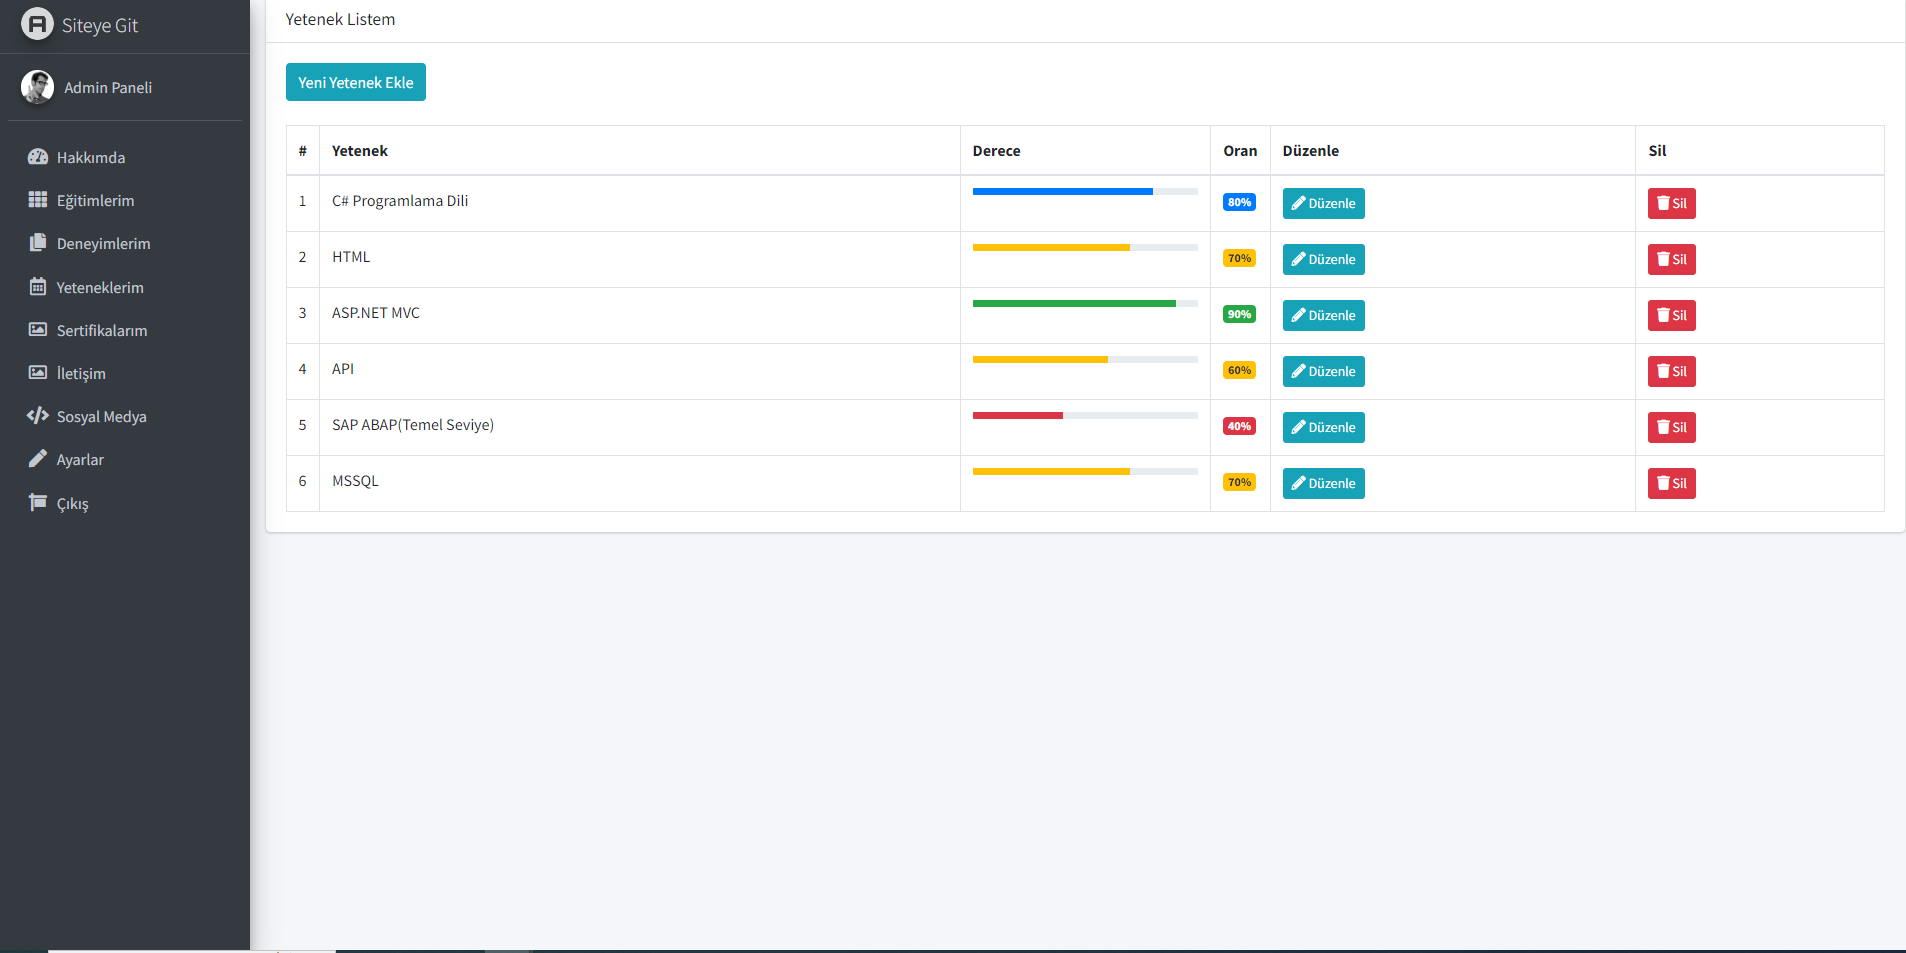 Siteye Git
Admin Paneli
Hakkımda
Eğitimlerim
Deneyimlerim
Yeteneklerim
Sertifikalarım
İletişim
Sosyal Medya
Ayarlar
Çıkış
Yetenek Listem
Yeni Yetenek Ekle
# Yetenek Derece Oran Düzenle Sil
1 C# Programlama Dili 80% Düzenle Sil
2 HTML 70% Düzenle Sil
3 ASP.NET MVC 90% Düzenle Sil
4 API 60% Düzenle Sil
5 SAP ABAP(Temel Seviye) 40% Düzenle Sil
6 MSSQL 70% Düzenle Sil